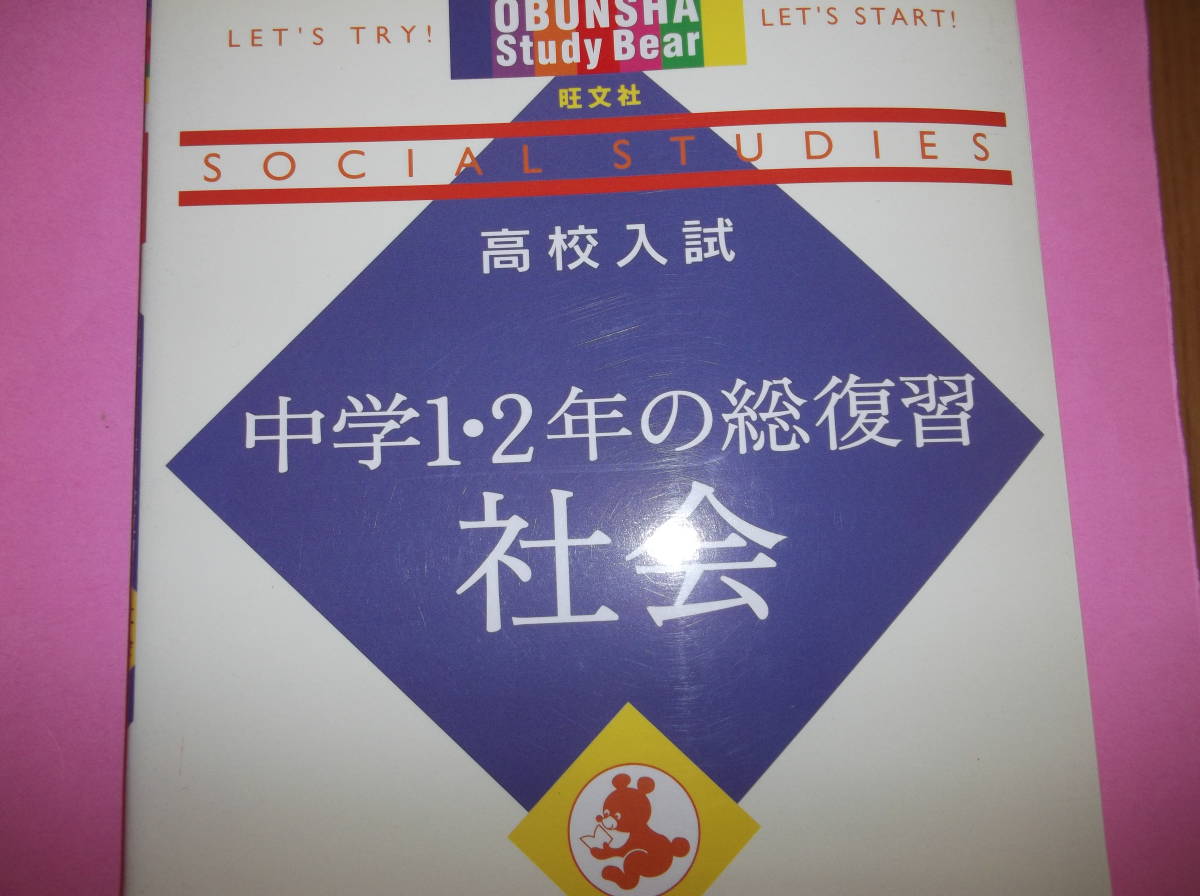 LET'S TRY!
OBUNSHA
Study Bear
LET'S START!
旺文社
SOCIAL STUDIES
高校入試
中学1・2年の総復習
社会